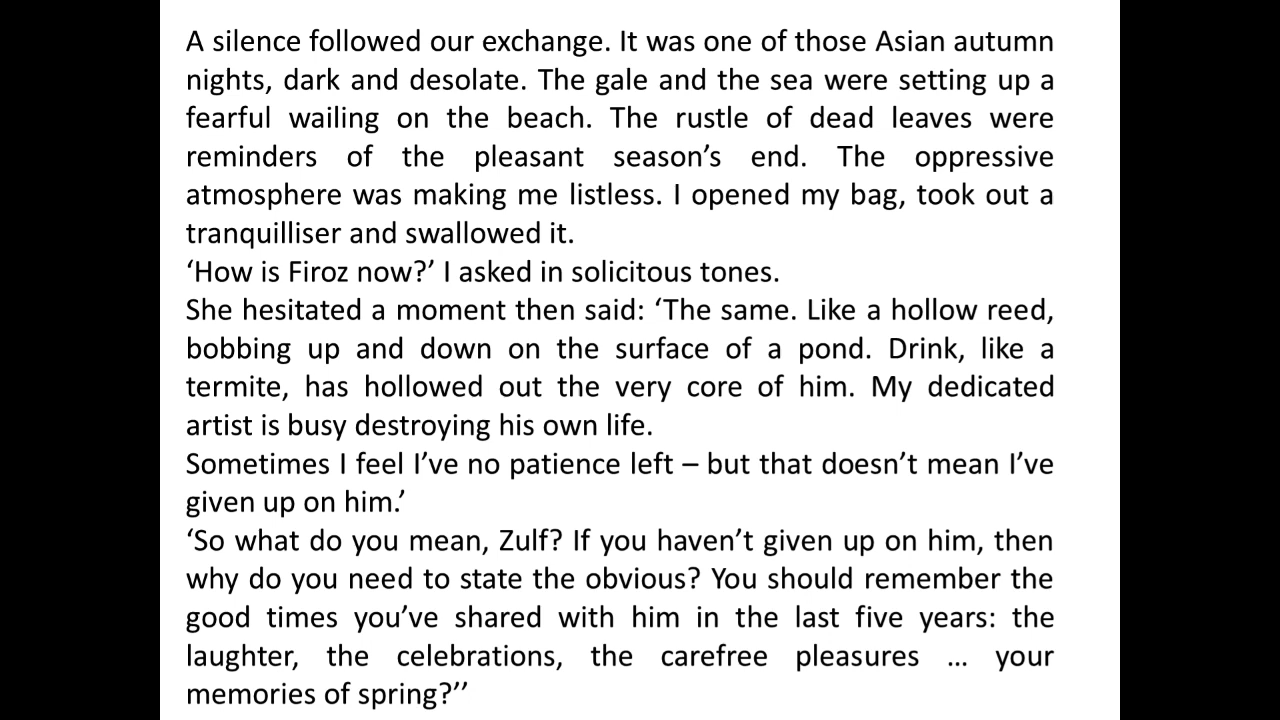 A silence followed our exchange. It was one of those Asian autumn
nights, dark and desolate. The gale and the sea were setting up a
fearful wailing on the beach. The rustle of dead leaves were
reminders of the pleasant season’s end. The oppressive
atmosphere was making me listless. I opened my bag, took out a
tranquilliser and swallowed it.
‘How is Firoz now?’ I asked in solicitous tones.
She hesitated a moment then said: ‘The same. Like a hollow reed,
bobbing up and down on the surface of a pond. Drink, like a
termite, has hollowed out the very core of him. My dedicated
artist is busy destroying his own life.
Sometimes I feel I’ve no patience left – but that doesn’t mean I’ve
given up on him.’
‘So what do you mean, Zulf? If you haven’t given up on him, then
why do you need to state the obvious? You should remember the
good times you’ve shared with him in the last five years: the
laughter, the celebrations, the carefree pleasures … your
memories of spring?’’